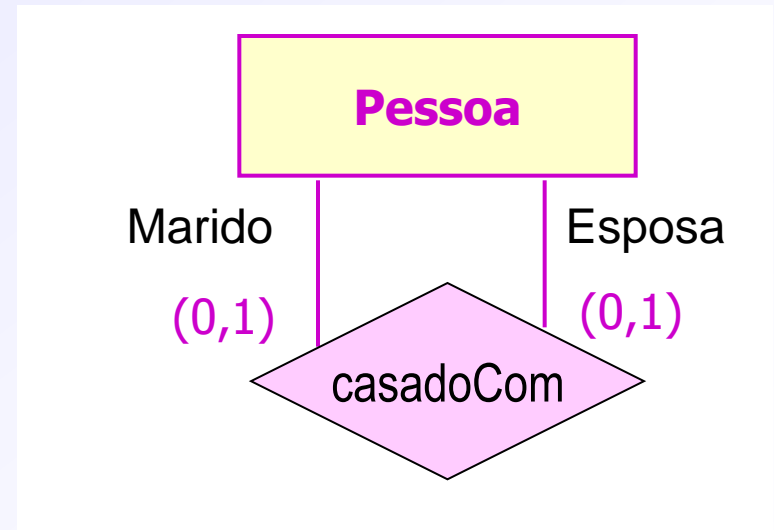 Pessoa
Marido
Esposa
(0,1)
(0,1)
casadoCom